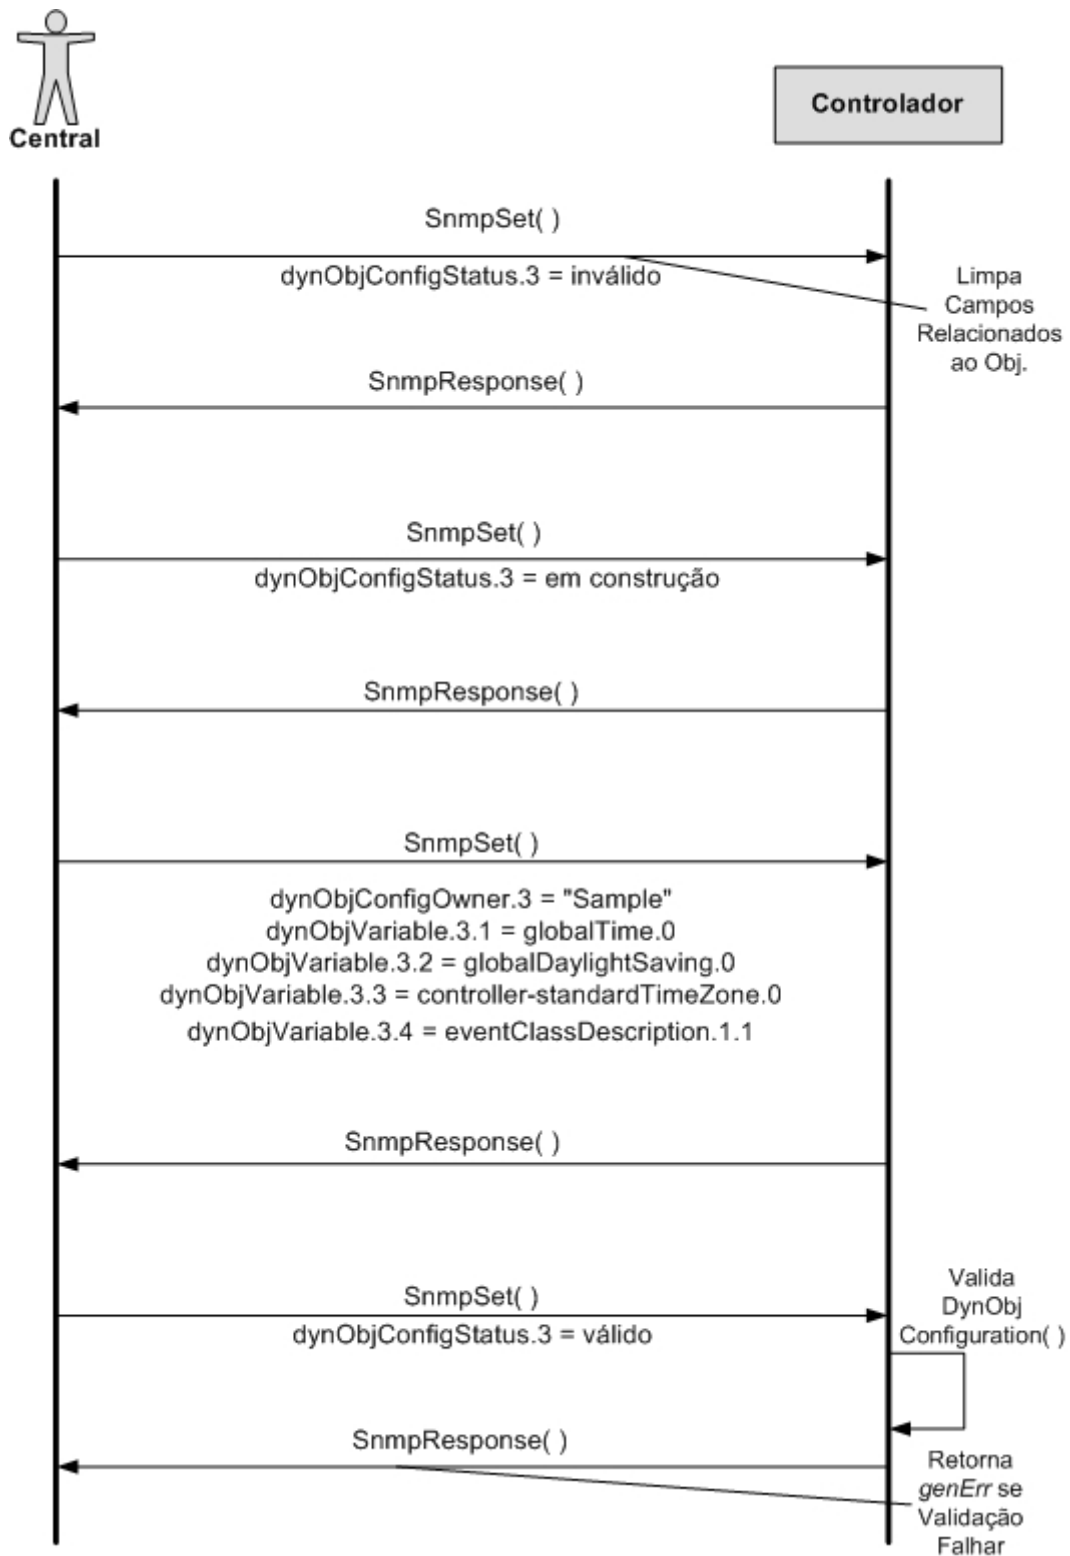 Central
Controlador
SnmpSet( )
dynObjConfigStatus.3 = inválido
Limpa
Campos
Relacionados
ao Obj.
SnmpResponse( )
SnmpSet( )
dynObjConfigStatus.3 = em construção
SnmpResponse( )
SnmpSet( )
dynObjConfigOwner.3 = "Sample"
dynObjVariable.3.1 = globalTime.0
dynObjVariable.3.2 = globalDaylightSaving.0
dynObjVariable.3.3 = controller-standardTimeZone.0
dynObjVariable.3.4 = eventClassDescription.1.1
SnmpResponse( )
SnmpSet( )
dynObjConfigStatus.3 = válido
Valida
DynObj
Configuration( )
SnmpResponse( )
Retorna
genErr se
Validação
Falhar